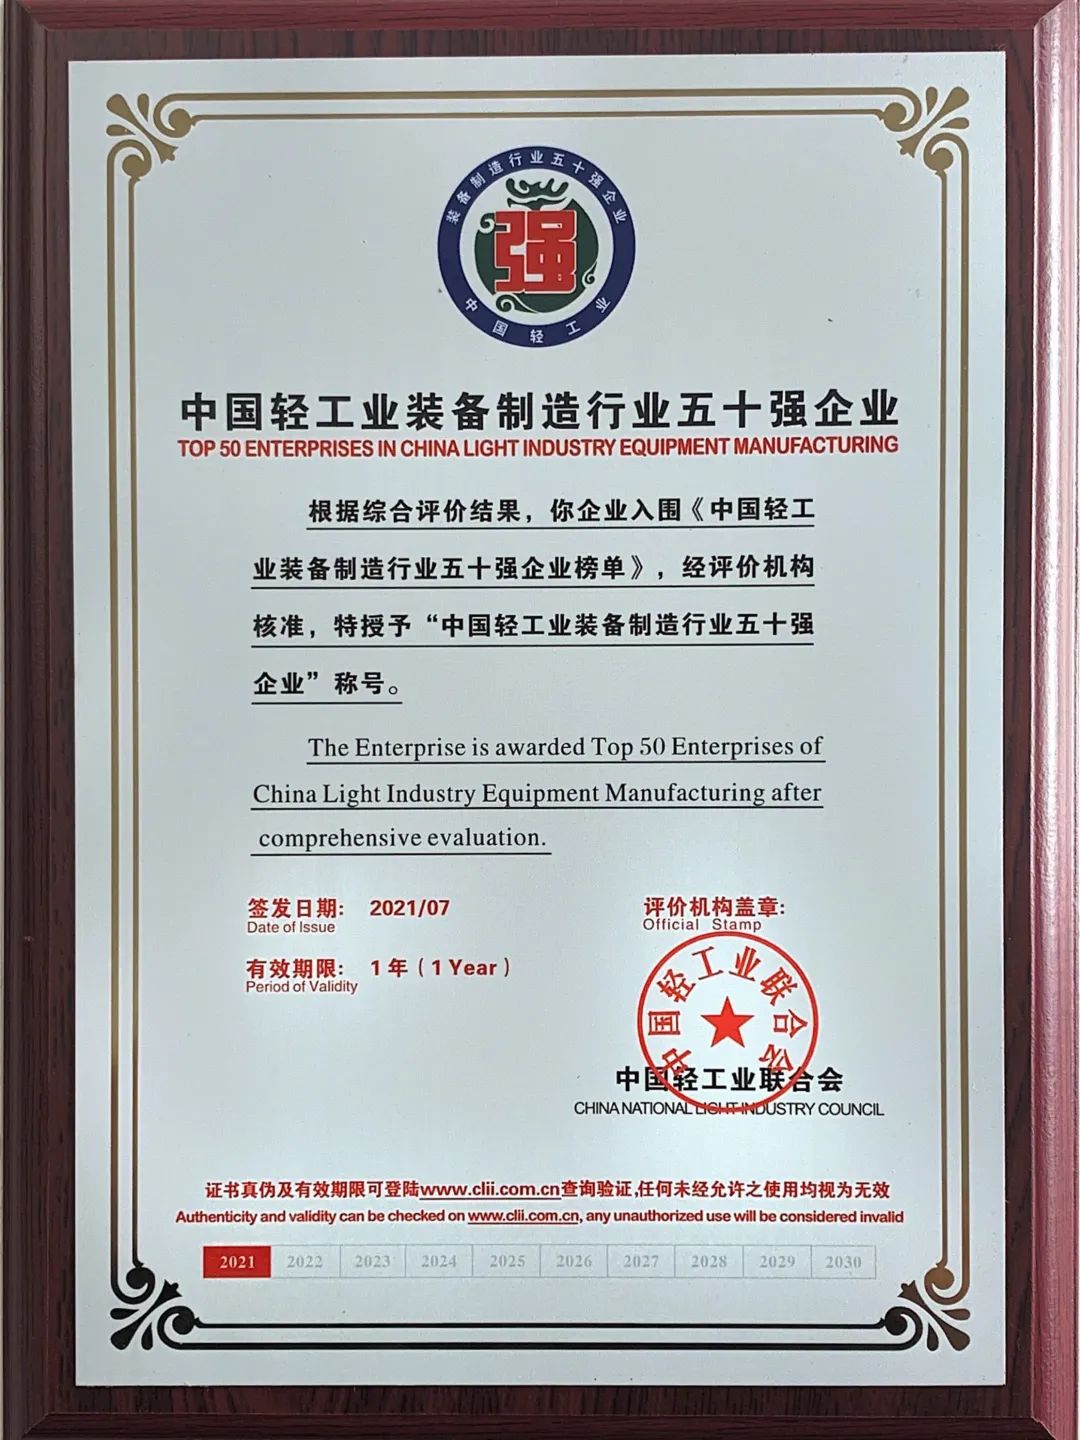 装备制造行业五十强企业
强
中国轻工业
中国轻工业装备制造行业五十强企业
TOP 50 ENTERPRISES IN CHINA LIGHT INDUSTRY EQUIPMENT MANUFACTURING
根据综合评价结果，你企业入围《中国轻工
业装备制造行业五十强企业榜单》，经评价机构
核准，特授予“中国轻工业装备制造行业五十强
企业”称号。
The Enterprise is awarded Top 50 Enterprises of
China Light Industry Equipment Manufacturing after
comprehensive evaluation.
签发日期: 2021/07
Date of Issue
有效期限: 1年（1 Year）
Period of Validity
评价机构盖章:
Official Stamp
中国轻工业联合会
中国轻工业联合会
CHINA NATIONAL LIGHT INDUSTRY COUNCIL
证书真伪及有效期限可登陆www.clii.com.cn查询验证,任何未经允许之使用均视为无效
Authenticity and validity can be checked on www.clii.com.cn, any unauthorized use will be considered invalid
2021 2022 2023 2024 2025 2026 2027 2028 2029 2030